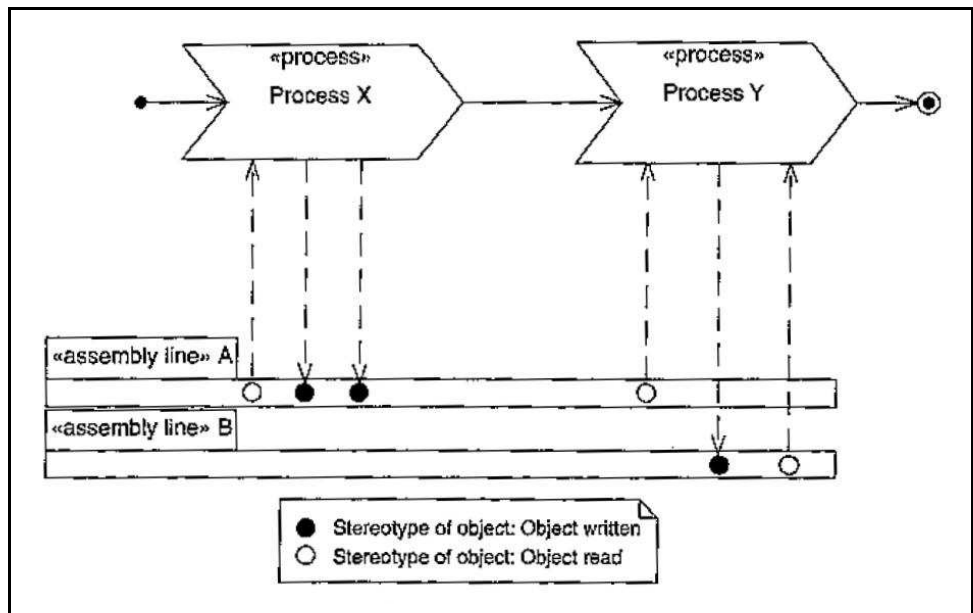 «process»
Process X
«process»
Process Y
«assembly line» A
«assembly line» B
Stereotype of object: Object written
Stereotype of object: Object read